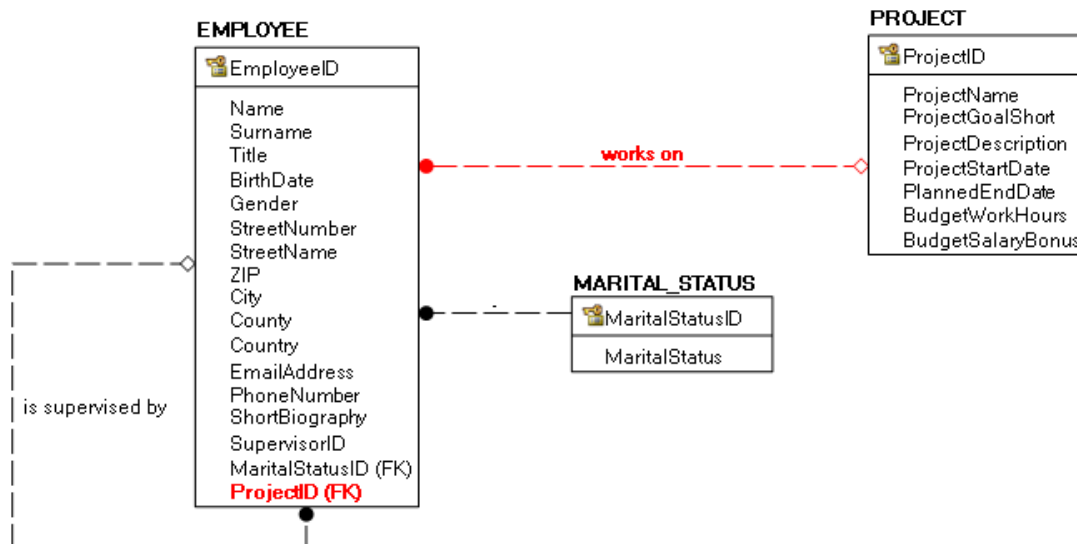 EMPLOYEE
EmployeeID
Name
Surname
Title
BirthDate
Gender
StreetNumber
StreetName
ZIP
City
County
Country
EmailAddress
PhoneNumber
ShortBiography
SupervisorID
MaritalStatusID (FK)
ProjectID (FK)
is supervised by
works on
PROJECT
ProjectID
ProjectName
ProjectGoalShort
ProjectDescription
ProjectStartDate
PlannedEndDate
BudgetWorkHours
BudgetSalaryBonus
MARITAL_STATUS
MaritalStatusID
MaritalStatus